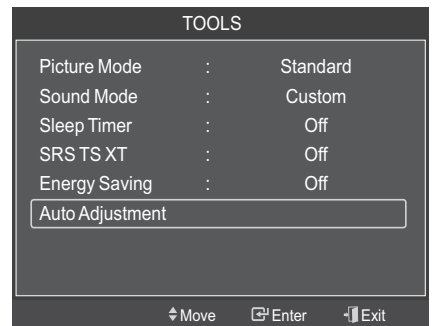 TOOLS
Picture Mode : Standard
Sound Mode : Custom
Sleep Timer : Off
SRS TS XT : Off
Energy Saving : Off
Auto Adjustment
Move Enter Exit